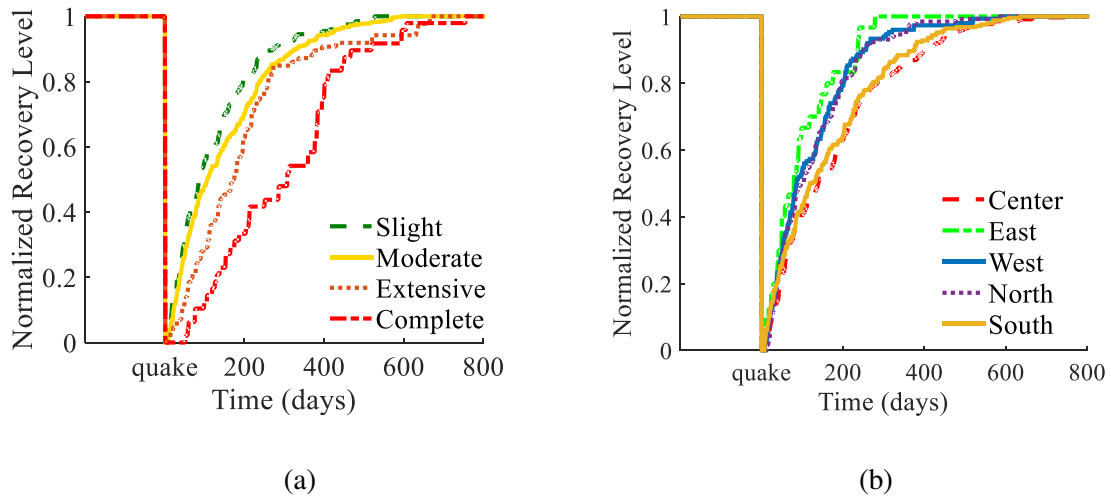 Normalized Recovery Level
1
0.8
0.6
0.4
0.2
0
quake
200
400
600
800
Time (days)
Slight
Moderate
Extensive
Complete
(a)
Normalized Recovery Level
1
0.8
0.6
0.4
0.2
0
quake
200
400
600
800
Time (days)
Center
East
West
North
South
(b)